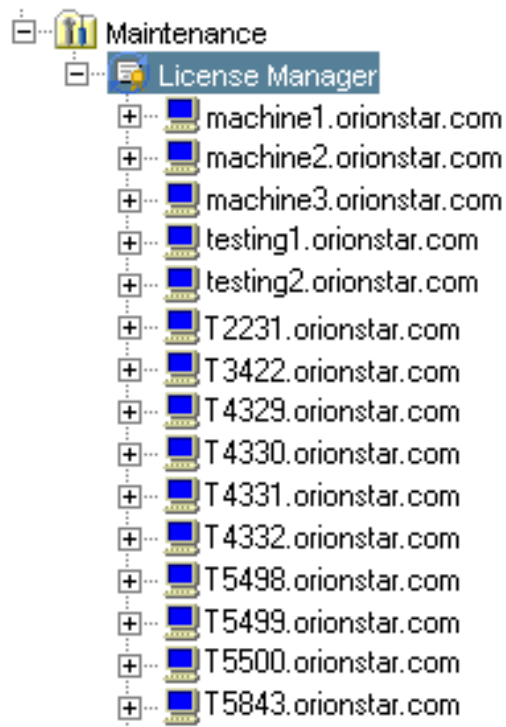 Maintenance
License Manager
machine1.orionstar.com
machine2.orionstar.com
machine3.orionstar.com
testing1.orionstar.com
testing2.orionstar.com
T2231.orionstar.com
T3422.orionstar.com
T4329.orionstar.com
T4330.orionstar.com
T4331.orionstar.com
T4332.orionstar.com
T5498.orionstar.com
T5499.orionstar.com
T5500.orionstar.com
T5843.orionstar.com